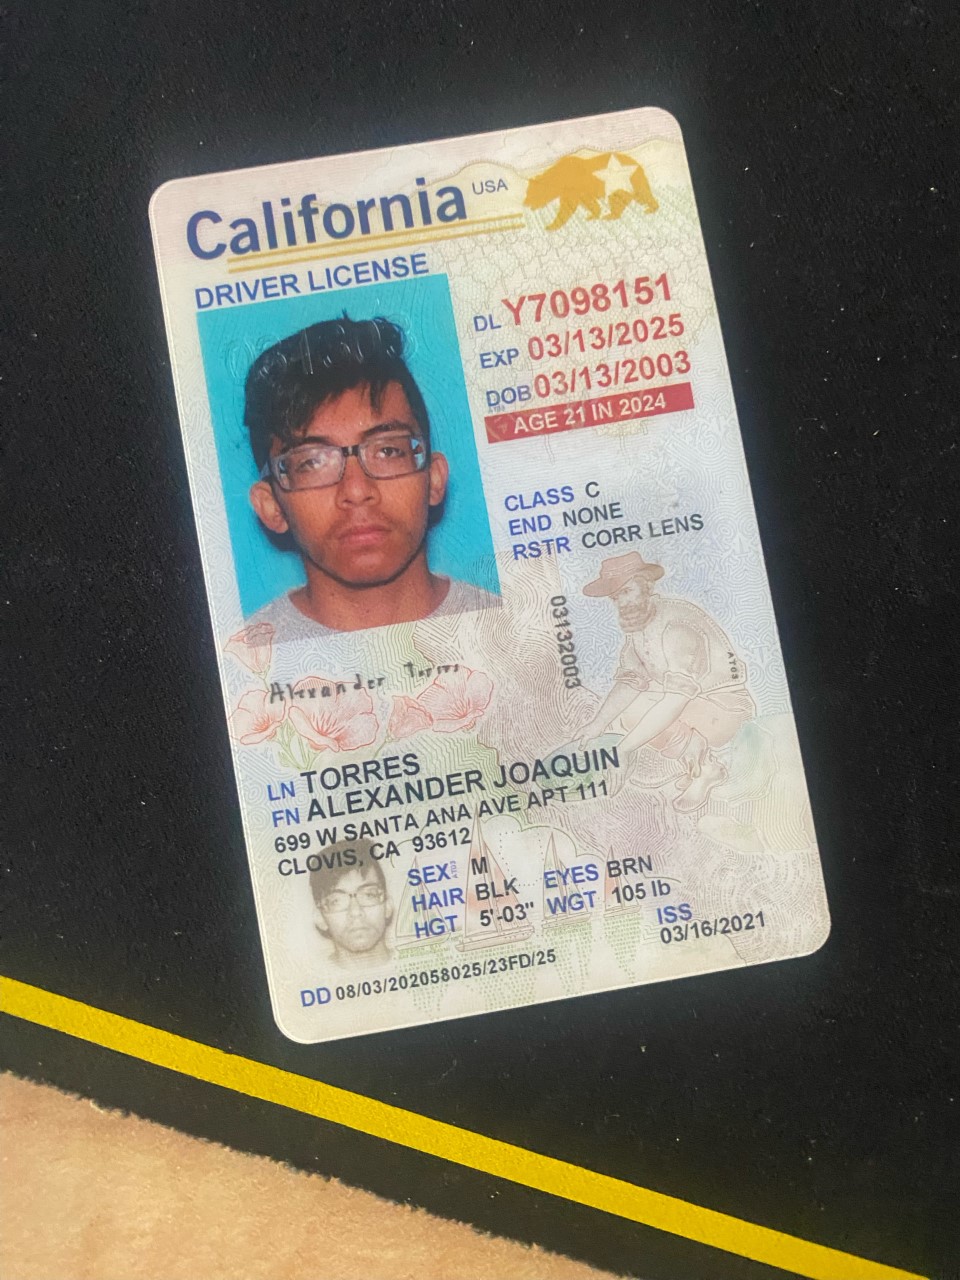 California USA
DRIVER LICENSE
DL Y7098151
EXP 03/13/2025
DOB 03/13/2003
AGE 21 IN 2024
CLASS C
END NONE
RSTR CORR LENS
03132003
Alexander Torres
LN TORRES
FN ALEXANDER JOAQUIN
699 W SANTA ANA AVE APT 111
CLOVIS, CA 93612
SEX M EYES BRN
HAIR BLK WGT 105 lb
HGT 5'-03" ISS
03/16/2021
DD 08/03/202058025/23FD/25